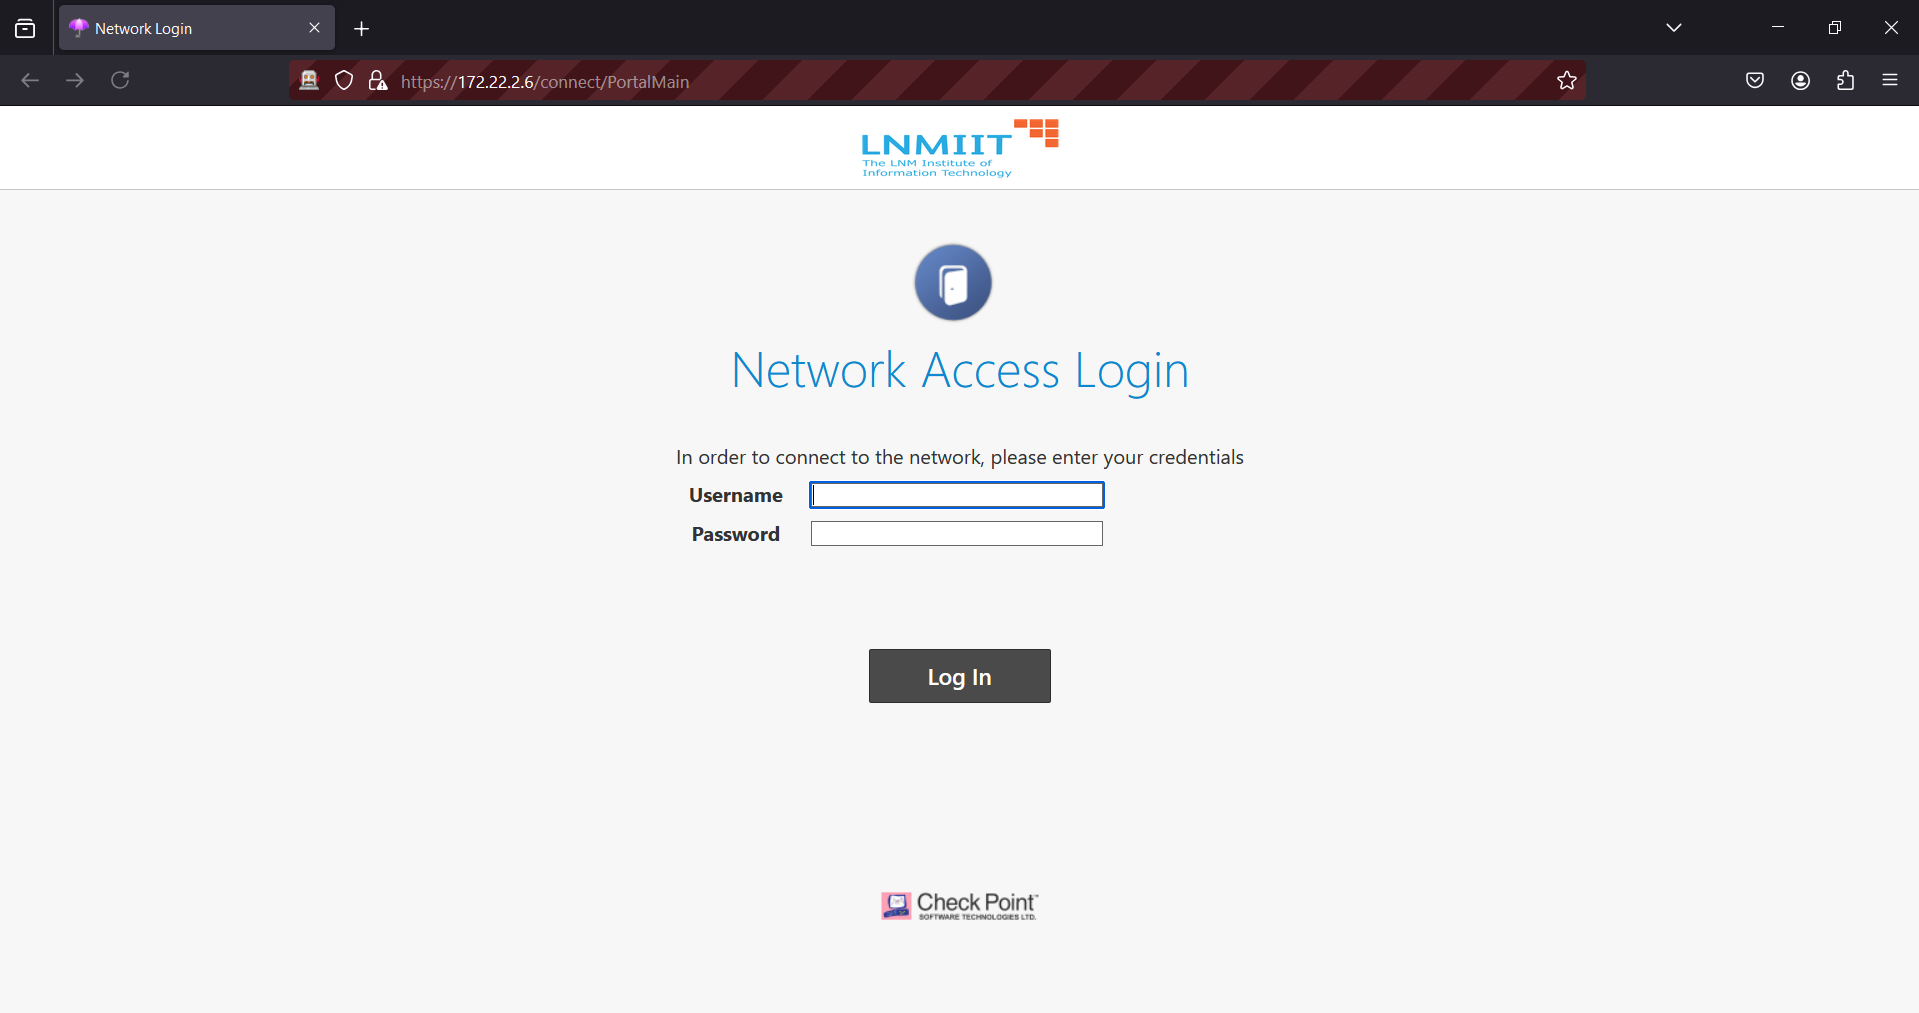 Network Login
https://172.22.2.6/connect/PortalMain
LNMIIT
The LNM Institute of
Information Technology
Network Access Login
In order to connect to the network, please enter your credentials
Username
Password
Log In
Check Point™
SOFTWARE TECHNOLOGIES LTD.